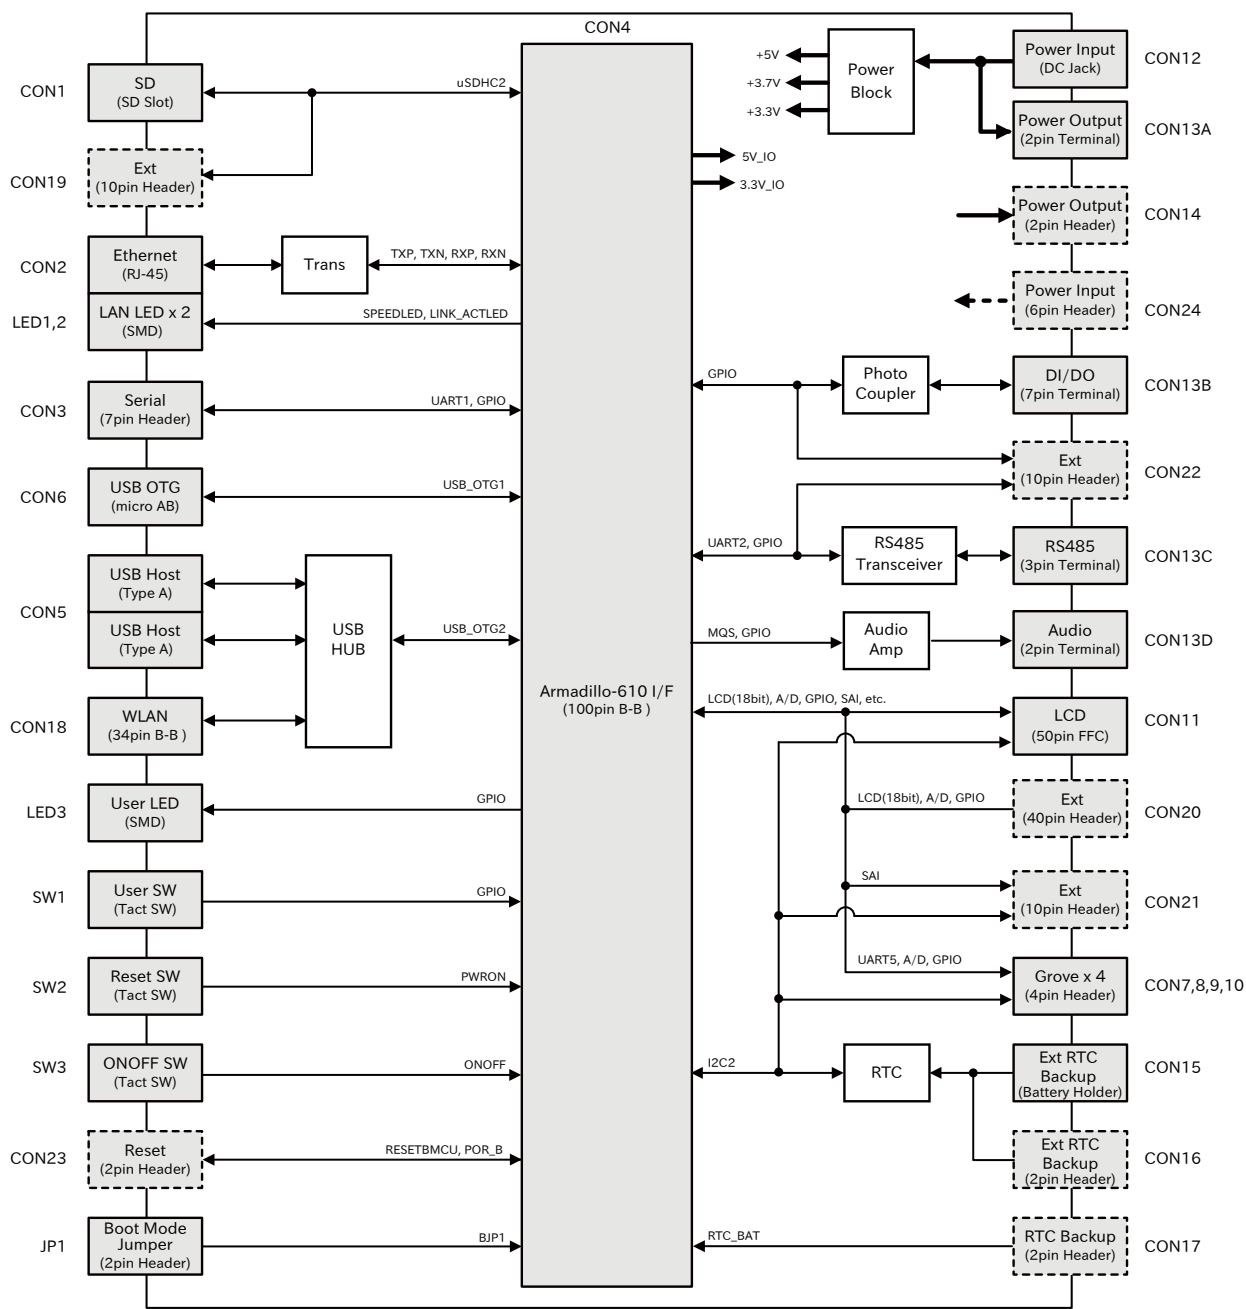 CON4
CON1
SD
(SD Slot)
uSDHC2
CON19
Ext
(10pin Header)
CON2
Ethernet
(RJ-45)
Trans
TXP, TXN, RXP, RXN
LED1,2
LAN LED x 2
(SMD)
SPEEDLED, LINK_ACTLED
CON3
Serial
(7pin Header)
UART1, GPIO
CON6
USB OTG
(micro AB)
USB_OTG1
CON5
USB Host
(Type A)
USB Host
(Type A)
USB
HUB
USB_OTG2
CON18
WLAN
(34pin B-B )
LED3
User LED
(SMD)
GPIO
SW1
User SW
(Tact SW)
GPIO
SW2
Reset SW
(Tact SW)
PWRON
SW3
ONOFF SW
(Tact SW)
ONOFF
CON23
Reset
(2pin Header)
RESETBMCU, POR_B
JP1
Boot Mode
Jumper
(2pin Header)
BJP1
Armadillo-610 I/F
(100pin B-B )
+5V
+3.7V
+3.3V
Power
Block
Power Input
(DC Jack)
CON12
Power Output
(2pin Terminal)
CON13A
5V_IO
3.3V_IO
Power Output
(2pin Header)
CON14
Power Input
(6pin Header)
CON24
GPIO
Photo
Coupler
DI/DO
(7pin Terminal)
CON13B
Ext
(10pin Header)
CON22
UART2, GPIO
RS485
Transceiver
RS485
(3pin Terminal)
CON13C
MQS, GPIO
Audio
Amp
Audio
(2pin Terminal)
CON13D
LCD(18bit), A/D, GPIO, SAI, etc.
LCD
(50pin FFC)
CON11
LCD(18bit), A/D, GPIO
Ext
(40pin Header)
CON20
SAI
Ext
(10pin Header)
CON21
UART5, A/D, GPIO
Grove x 4
(4pin Header)
CON7,8,9,10
I2C2
RTC
Ext RTC
Backup
(Battery Holder)
CON15
Ext RTC
Backup
(2pin Header)
CON16
RTC_BAT
RTC Backup
(2pin Header)
CON17